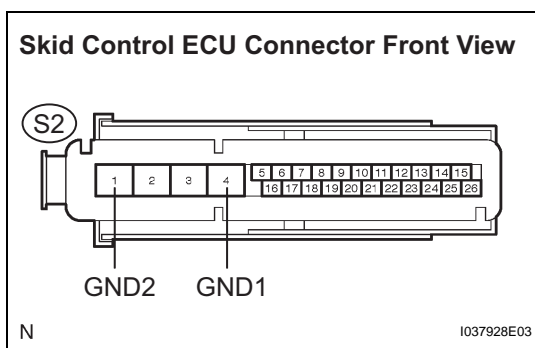 Skid Control ECU Connector Front View
S2
5 6 7 8 9 10 11 12 13 14 15
1 2 3 4
16 17 18 19 20 21 22 23 24 25 26
GND2 GND1
N I037928E03